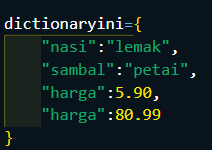 dictionaryini={
    "nasi":"lemak",
    "sambal":"petai",
    "harga":5.90,
    "harga":80.99
}